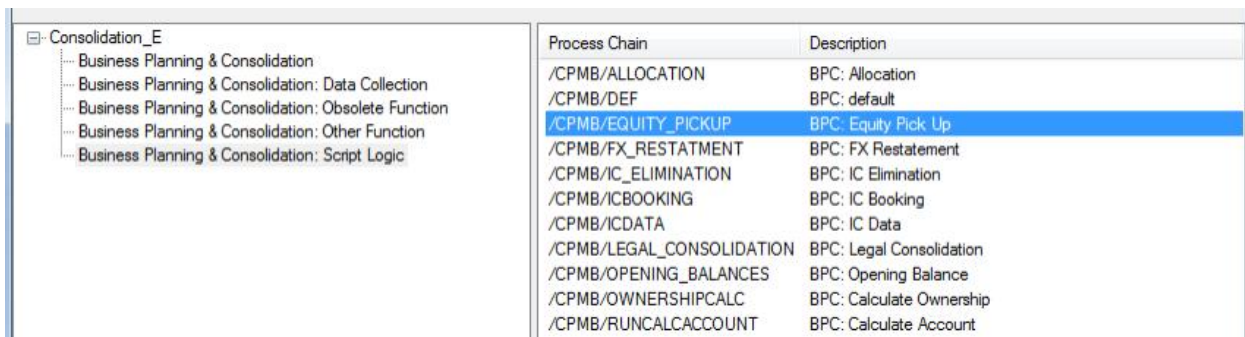 Consolidation_E
Business Planning & Consolidation
Business Planning & Consolidation: Data Collection
Business Planning & Consolidation: Obsolete Function
Business Planning & Consolidation: Other Function
Business Planning & Consolidation: Script Logic
Process Chain Description
/CPMB/ALLOCATION BPC: Allocation
/CPMB/DEF BPC: default
/CPMB/EQUITY_PICKUP BPC: Equity Pick Up
/CPMB/FX_RESTATMENT BPC: FX Restatement
/CPMB/IC_ELIMINATION BPC: IC Elimination
/CPMB/ICBOOKING BPC: IC Booking
/CPMB/ICDATA BPC: IC Data
/CPMB/LEGAL_CONSOLIDATION BPC: Legal Consolidation
/CPMB/OPENING_BALANCES BPC: Opening Balance
/CPMB/OWNERSHIPCALC BPC: Calculate Ownership
/CPMB/RUNCALCACCOUNT BPC: Calculate Account